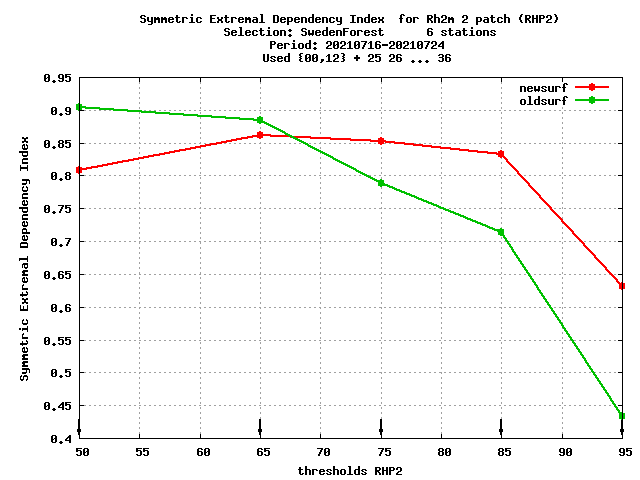 Symmetric Extremal Dependency Index  for Rh2m 2 patch (RHP2)
Selection: SwedenForest      6 stations
Period: 20210716-20210724
Used {00,12} + 25 26 ... 36
newsurf
oldsurf
0.95
0.9
0.85
0.8
0.75
0.7
0.65
0.6
0.55
0.5
0.45
0.4
Symmetric Extremal Dependency Index
50 55 60 65 70 75 80 85 90 95
thresholds RHP2